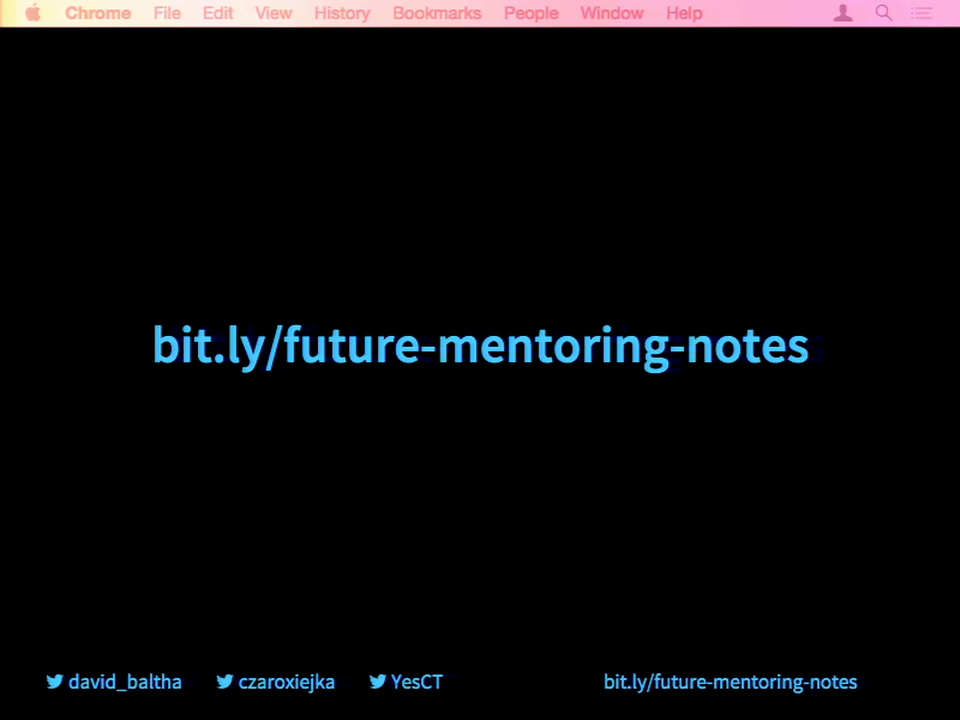 Chrome File Edit View History Bookmarks People Window Help
bit.ly/future-mentoring-notes
david_baltha czaroxiejka YesCT bit.ly/future-mentoring-notes